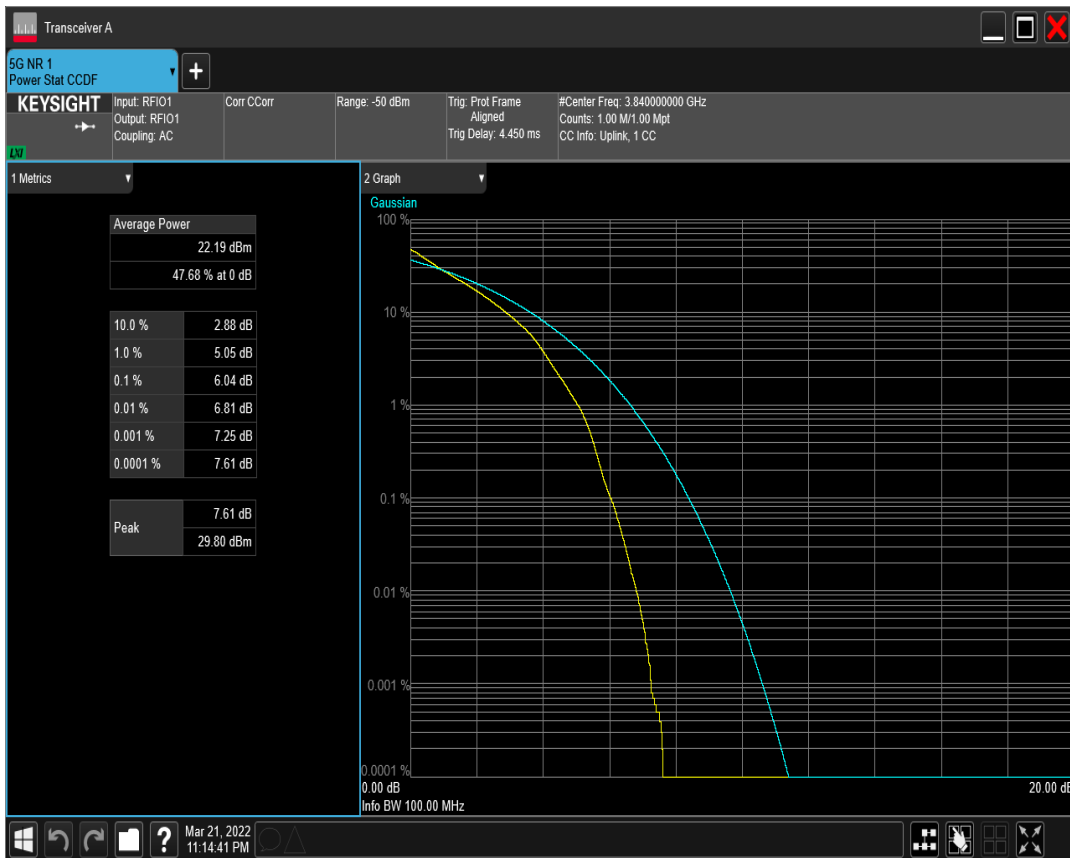 Transceiver A
5G NR 1
Power Stat CCDF
KEYSIGHT
LXI
Input: RFIO1
Output: RFIO1
Coupling: AC
Corr CCorr
Range: -50 dBm
Trig: Prot Frame
Aligned
Trig Delay: 4.450 ms
#Center Freq: 3.840000000 GHz
Counts: 1.00 M/1.00 Mpt
CC Info: Uplink, 1 CC
1 Metrics
Average Power
22.19 dBm
47.68 % at 0 dB
10.0 % 2.88 dB
1.0 % 5.05 dB
0.1 % 6.04 dB
0.01 % 6.81 dB
0.001 % 7.25 dB
0.0001 % 7.61 dB
Peak
7.61 dB
29.80 dBm
2 Graph
Gaussian
100 %
10 %
1 %
0.1 %
0.01 %
0.001 %
0.0001 %
0.00 dB 20.00 dB
Info BW 100.00 MHz
?
Mar 21, 2022
11:14:41 PM